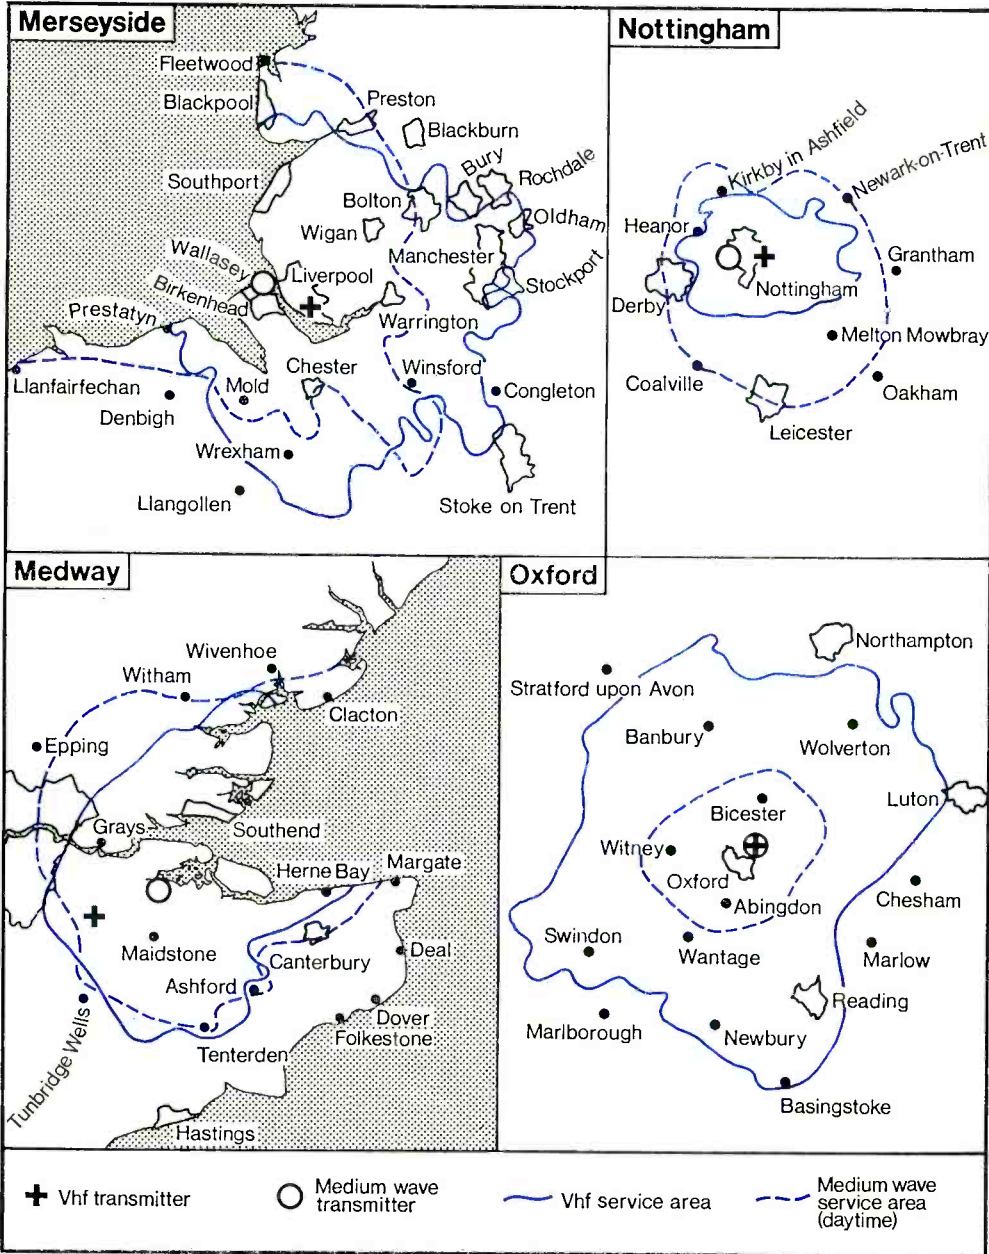 Merseyside
Fleetwood
Blackpool
Preston
Blackburn
Bury
Rochdale
Southport
Bolton
Oldham
Wigan
Manchester
Wallasey
Liverpool
Stockport
Birkenhead
Prestatyn
Warrington
Chester
Winsford
Llanfairfechan
Mold
Congleton
Denbigh
Wrexham
Llangollen
Stoke on Trent
Nottingham
Kirkby in Ashfield
Newark-on-Trent
Heanor
Grantham
Nottingham
Derby
Melton Mowbray
Coalville
Oakham
Leicester
Medway
Wivenhoe
Witham
Clacton
Epping
Grays
Southend
Herne Bay
Margate
Maidstone
Canterbury
Deal
Ashford
Dover
Folkestone
Tunbridge Wells
Tenterden
Hastings
Oxford
Northampton
Stratford upon Avon
Banbury
Wolverton
Luton
Bicester
Witney
Oxford
Chesham
Abingdon
Swindon
Wantage
Marlow
Reading
Marlborough
Newbury
Basingstoke
Vhf transmitter
Medium wave
transmitter
Vhf service area
Medium wave
service area
(daytime)